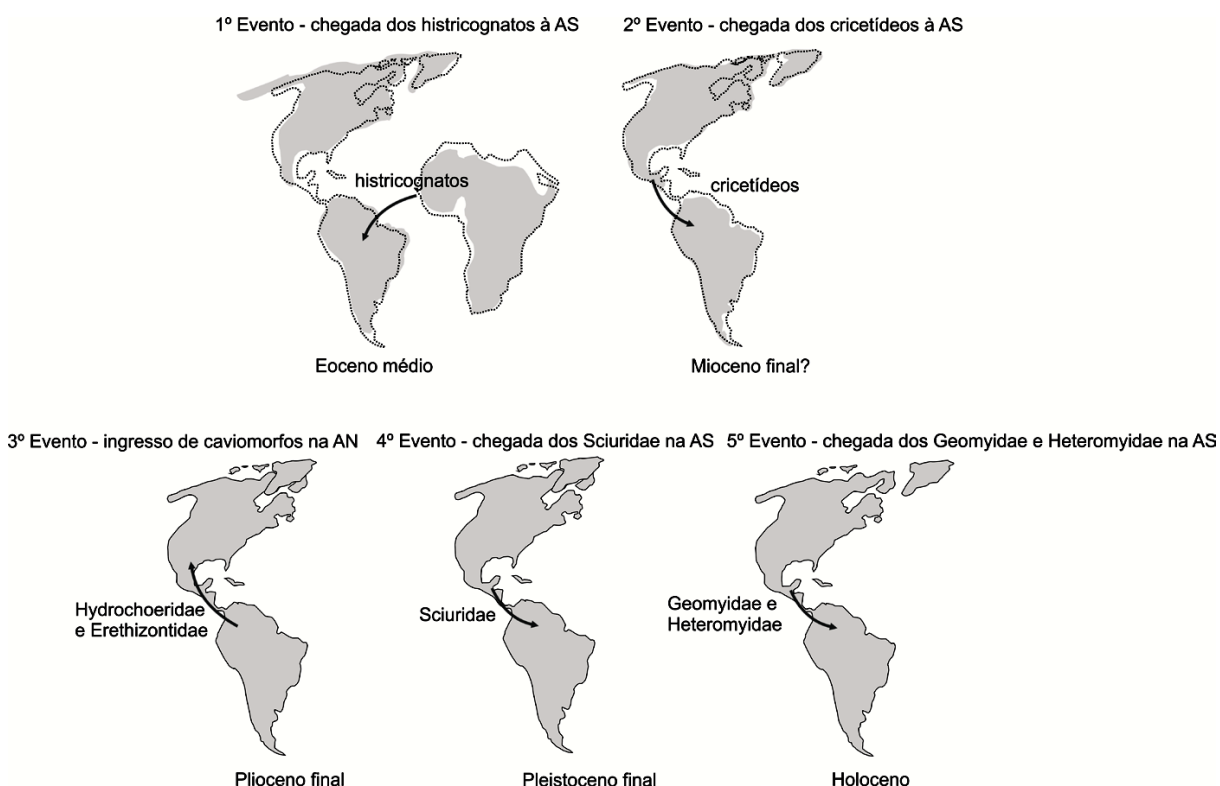 1º Evento - chegada dos histricognatos à AS
2º Evento - chegada dos cricetídeos à AS
histricognatos
cricetídeos
Eoceno médio
Mioceno final?
3º Evento - ingresso de caviomorfos na AN
4º Evento - chegada dos Sciuridae na AS
5º Evento - chegada dos Geomyidae e Heteromyidae na AS
Hydrochoeridae
e Erethizontidae
Sciuridae
Geomyidae e
Heteromyidae
Plioceno final
Pleistoceno final
Holoceno